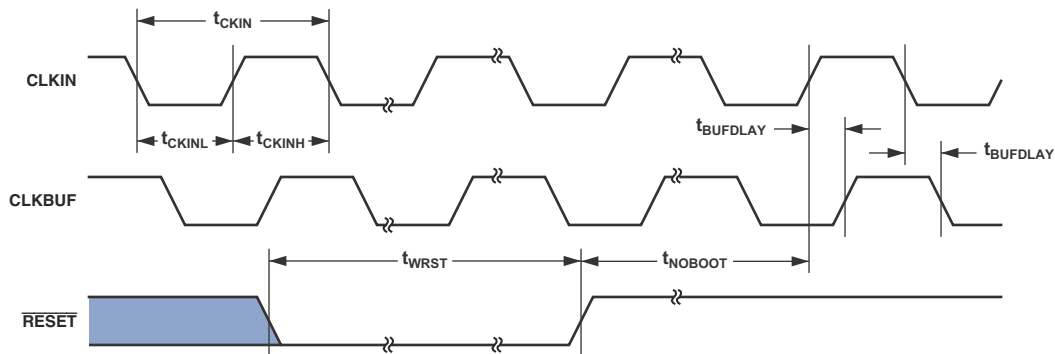 tCKIN
CLKIN
tCKINL
tCKINH
tBUFDLAY
tBUFDLAY
CLKBUF
tWRST
tNOBOOT
RESET